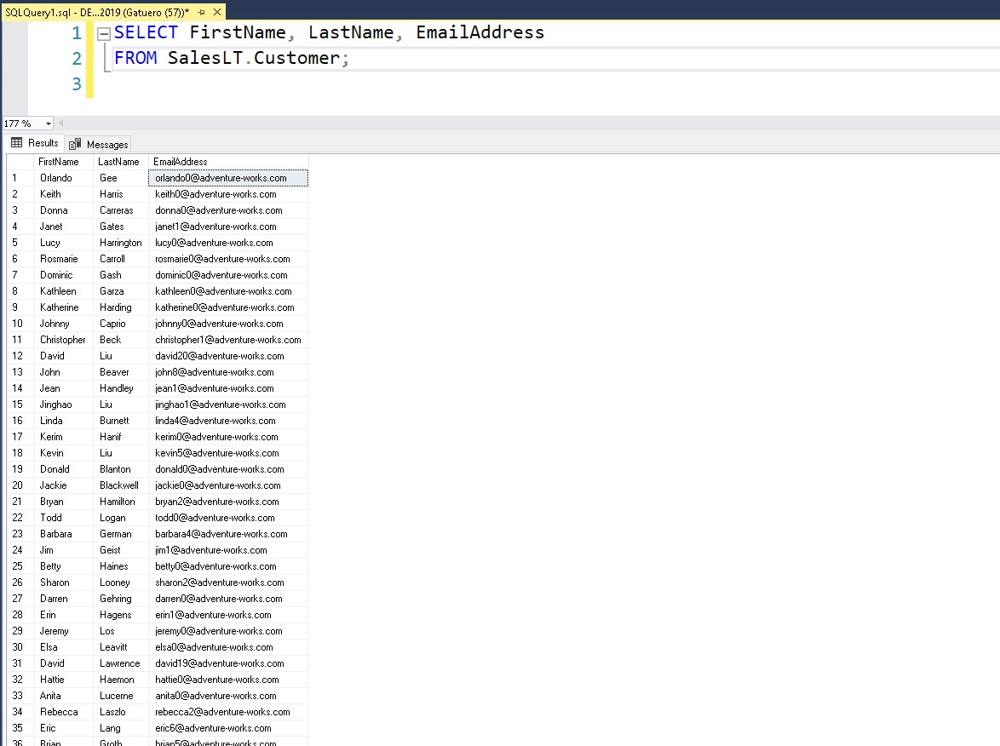 SQLQuery1.sql - DE...2019 (Gatuero (57))*
1 SELECT FirstName, LastName, EmailAddress
2 FROM SalesLT.Customer;
3
177 %
Results Messages
FirstName LastName EmailAddress
1 Orlando Gee orlando0@adventure-works.com
2 Keith Harris keith0@adventure-works.com
3 Donna Carreras donna0@adventure-works.com
4 Janet Gates janet1@adventure-works.com
5 Lucy Harrington lucy0@adventure-works.com
6 Rosmarie Carroll rosmarie0@adventure-works.com
7 Dominic Gash dominic0@adventure-works.com
8 Kathleen Garza kathleen0@adventure-works.com
9 Katherine Harding katherine0@adventure-works.com
10 Johnny Caprio johnny0@adventure-works.com
11 Christopher Beck christopher1@adventure-works.com
12 David Liu david20@adventure-works.com
13 John Beaver john8@adventure-works.com
14 Jean Handley jean1@adventure-works.com
15 Jinghao Liu jinghao1@adventure-works.com
16 Linda Burnett linda4@adventure-works.com
17 Kerim Hanif kerim0@adventure-works.com
18 Kevin Liu kevin5@adventure-works.com
19 Donald Blanton donald0@adventure-works.com
20 Jackie Blackwell jackie0@adventure-works.com
21 Bryan Hamilton bryan2@adventure-works.com
22 Todd Logan todd0@adventure-works.com
23 Barbara German barbara4@adventure-works.com
24 Jim Geist jim1@adventure-works.com
25 Betty Haines betty0@adventure-works.com
26 Sharon Looney sharon2@adventure-works.com
27 Darren Gehring darren0@adventure-works.com
28 Erin Hagens erin1@adventure-works.com
29 Jeremy Los jeremy0@adventure-works.com
30 Elsa Leavitt elsa0@adventure-works.com
31 David Lawrence david19@adventure-works.com
32 Hattie Haemon hattie0@adventure-works.com
33 Anita Lucerne anita0@adventure-works.com
34 Rebecca Laszlo rebecca2@adventure-works.com
35 Eric Lang eric6@adventure-works.com
36 Brian Groth brian5@adventure-works.com